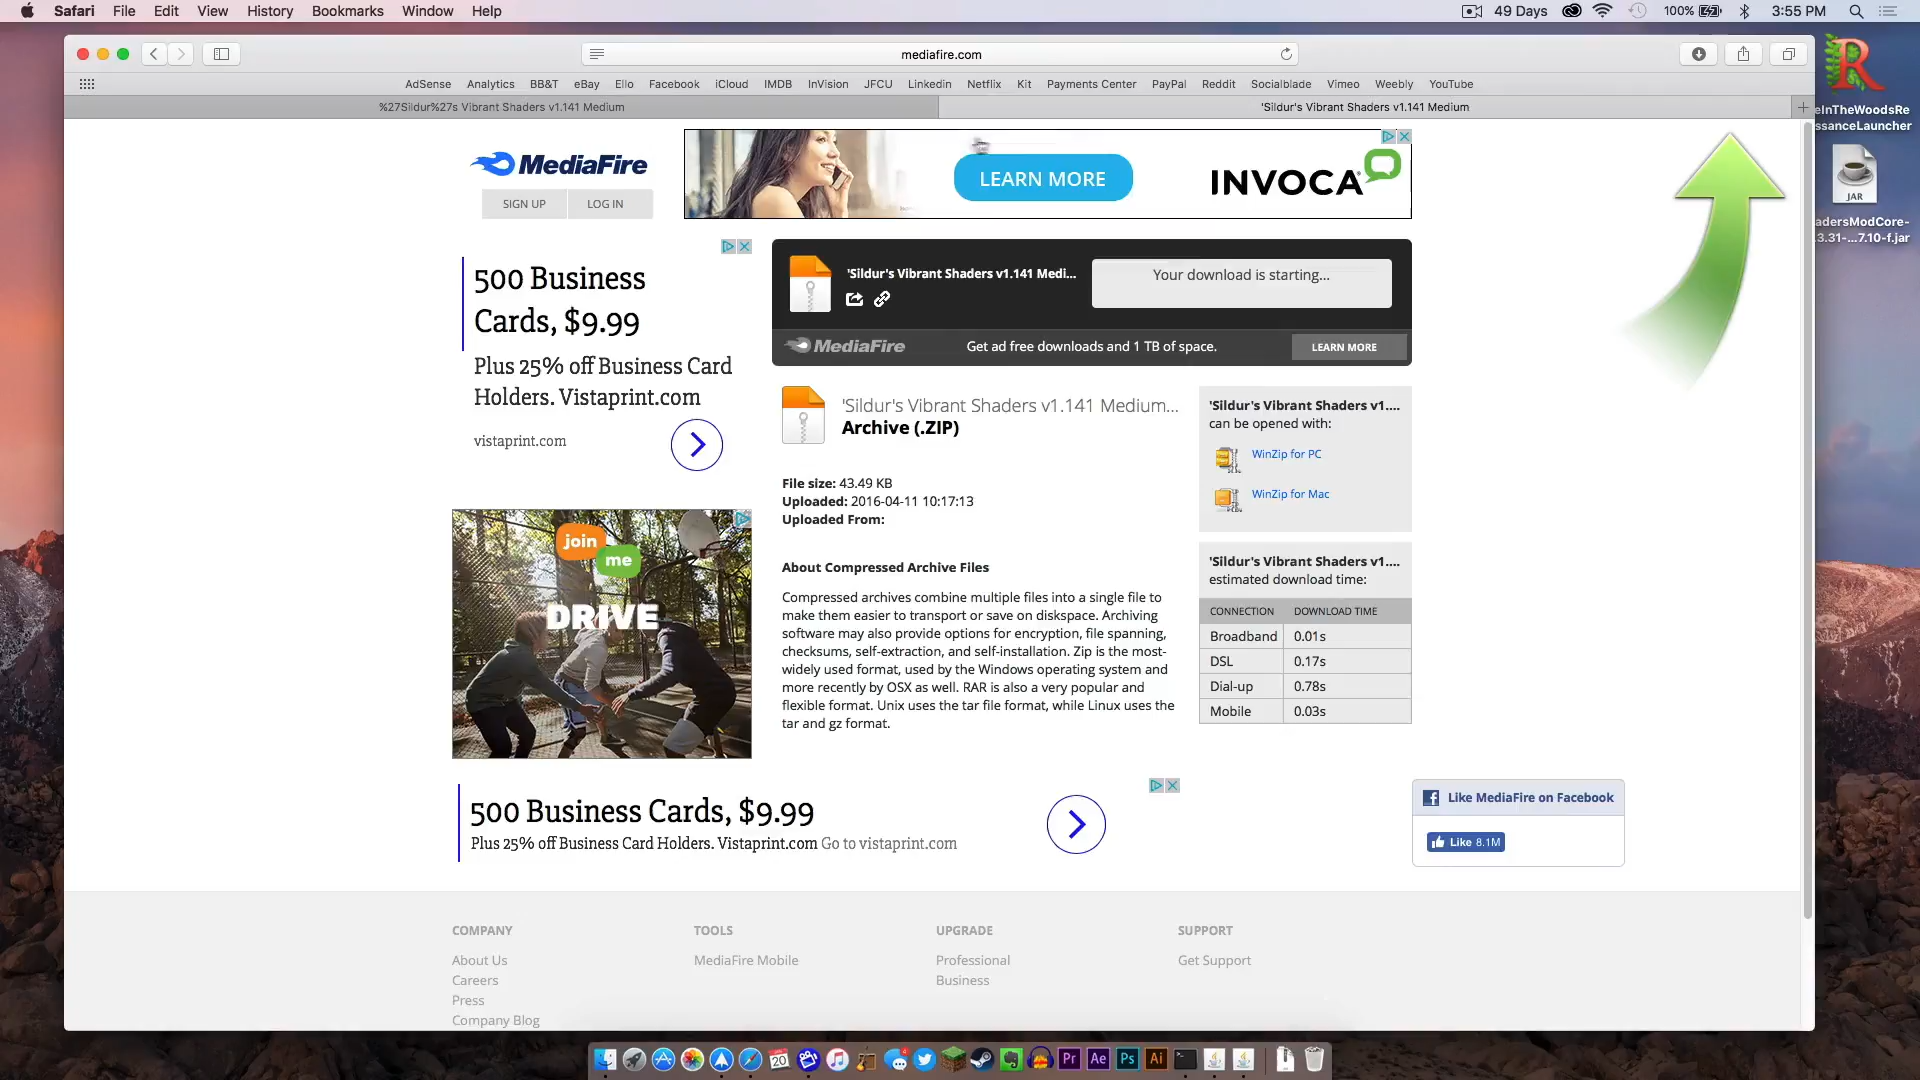 Safari File Edit View History Bookmarks Window Help
49 Days 100% 3:55 PM
mediafire.com
AdSense Analytics BB&T eBay Ello Facebook iCloud IMDB InVision JFCU Linkedin Netflix Kit Payments Center PayPal Reddit Socialblade Vimeo Weebly YouTube
%27Sildur%27s Vibrant Shaders v1.141 Medium
'Sildur's Vibrant Shaders v1.141 Medium
eInTheWoodsRe
ssanceLauncher
JAR
adersModCore-
.3.31-...7.10-f.jar
MediaFire
SIGN UP LOG IN
LEARN MORE
INVOCA
500 Business
Cards, $9.99
Plus 25% off Business Card
Holders. Vistaprint.com
vistaprint.com
'Sildur's Vibrant Shaders v1.141 Medi...
Your download is starting...
MediaFire
Get ad free downloads and 1 TB of space.
LEARN MORE
'Sildur's Vibrant Shaders v1.141 Medium...
Archive (.ZIP)
File size: 43.49 KB
Uploaded: 2016-04-11 10:17:13
Uploaded From:
About Compressed Archive Files
Compressed archives combine multiple files into a single file to
make them easier to transport or save on diskspace. Archiving
software may also provide options for encryption, file spanning,
checksums, self-extraction, and self-installation. Zip is the most-
widely used format, used by the Windows operating system and
more recently by OSX as well. RAR is also a very popular and
flexible format. Unix uses the tar file format, while Linux uses the
tar and gz format.
'Sildur's Vibrant Shaders v1....
can be opened with:
WinZip for PC
WinZip for Mac
'Sildur's Vibrant Shaders v1....
estimated download time:
CONNECTION DOWNLOAD TIME
Broadband 0.01s
DSL 0.17s
Dial-up 0.78s
Mobile 0.03s
join
me
DRIVE
500 Business Cards, $9.99
Plus 25% off Business Card Holders. Vistaprint.com Go to vistaprint.com
Like MediaFire on Facebook
Like 8.1M
COMPANY
About Us
Careers
Press
Company Blog
TOOLS
MediaFire Mobile
UPGRADE
Professional
Business
SUPPORT
Get Support
20
Pr Ae Ps Ai